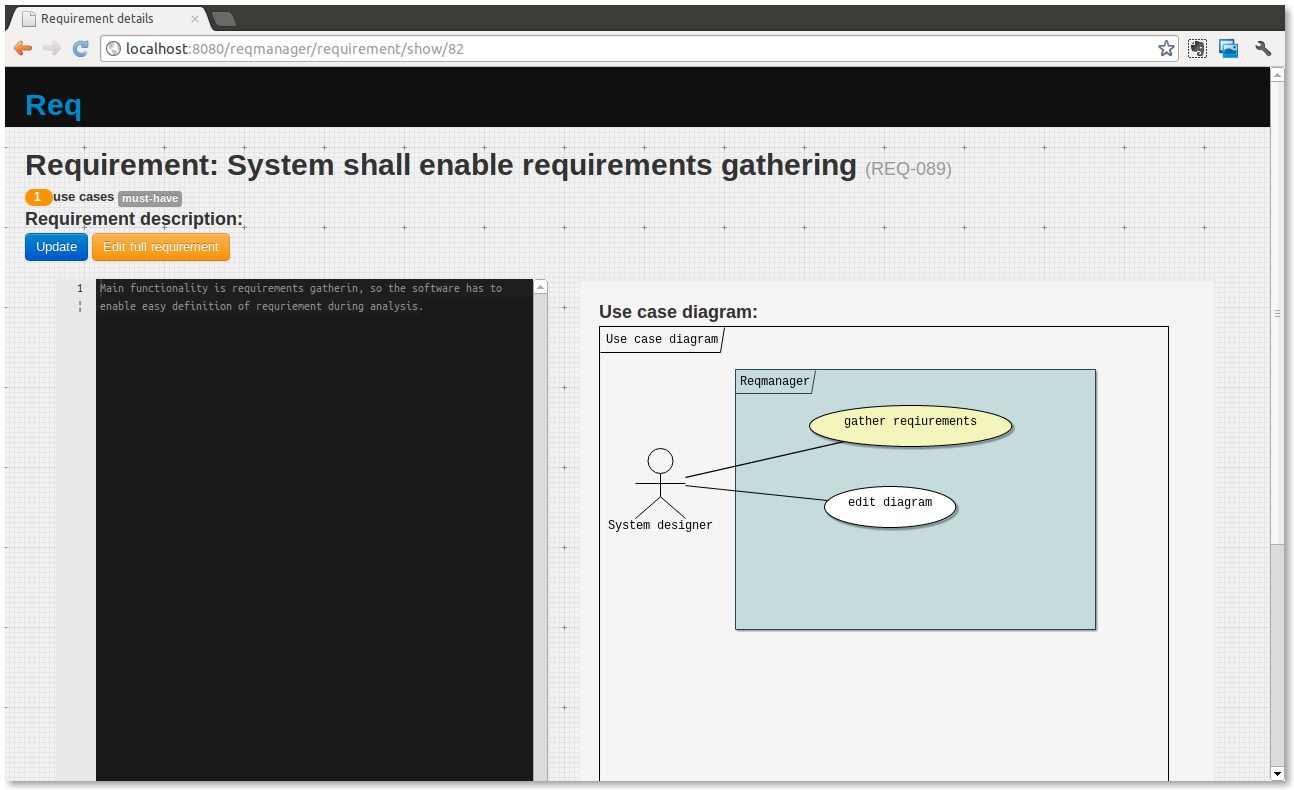 Requirement details
localhost:8080/reqmanager/requirement/show/82
Req
Requirement: System shall enable requirements gathering (REQ-089)
1 use cases must-have
Requirement description:
Update Edit full requirement
1 Main functionality is requirements gatherin, so the software has to
enable easy definition of requriement during analysis.
Use case diagram:
Use case diagram
Reqmanager
gather reqiurements
edit diagram
System designer